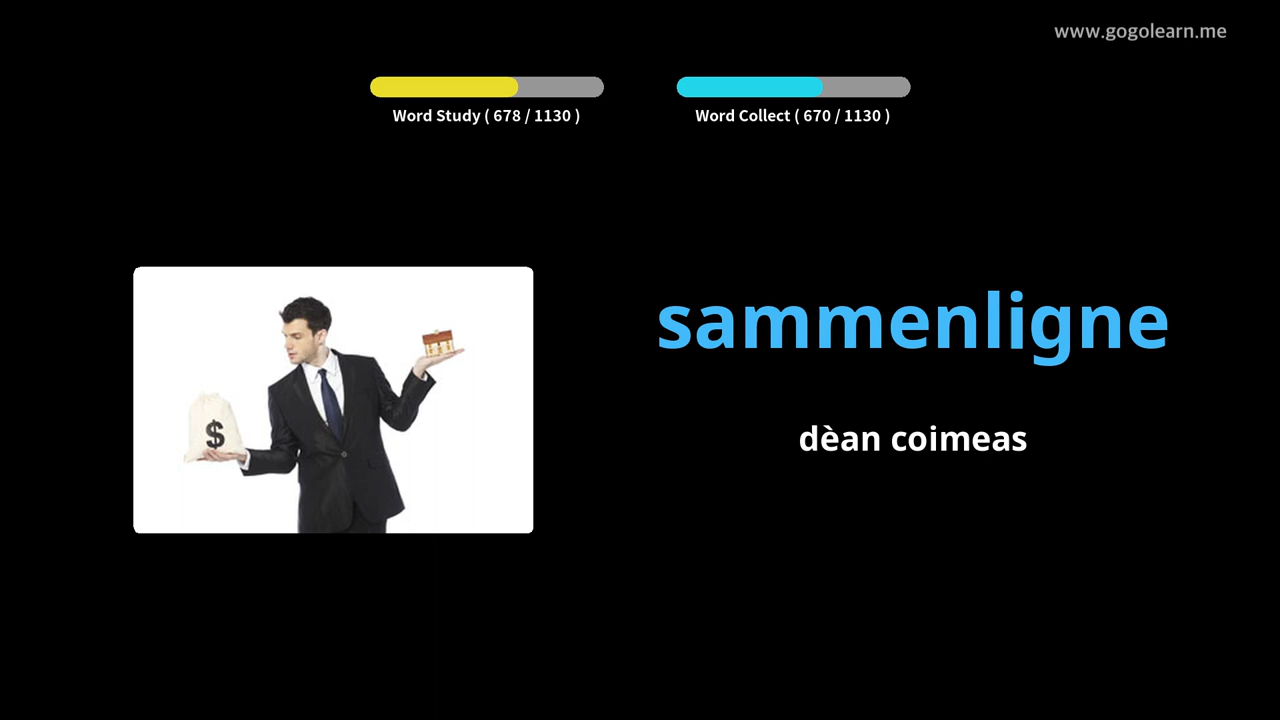 www.gogolearn.me
Word Study ( 678 / 1130 )
Word Collect ( 670 / 1130 )
sammenligne
dèan coimeas
$